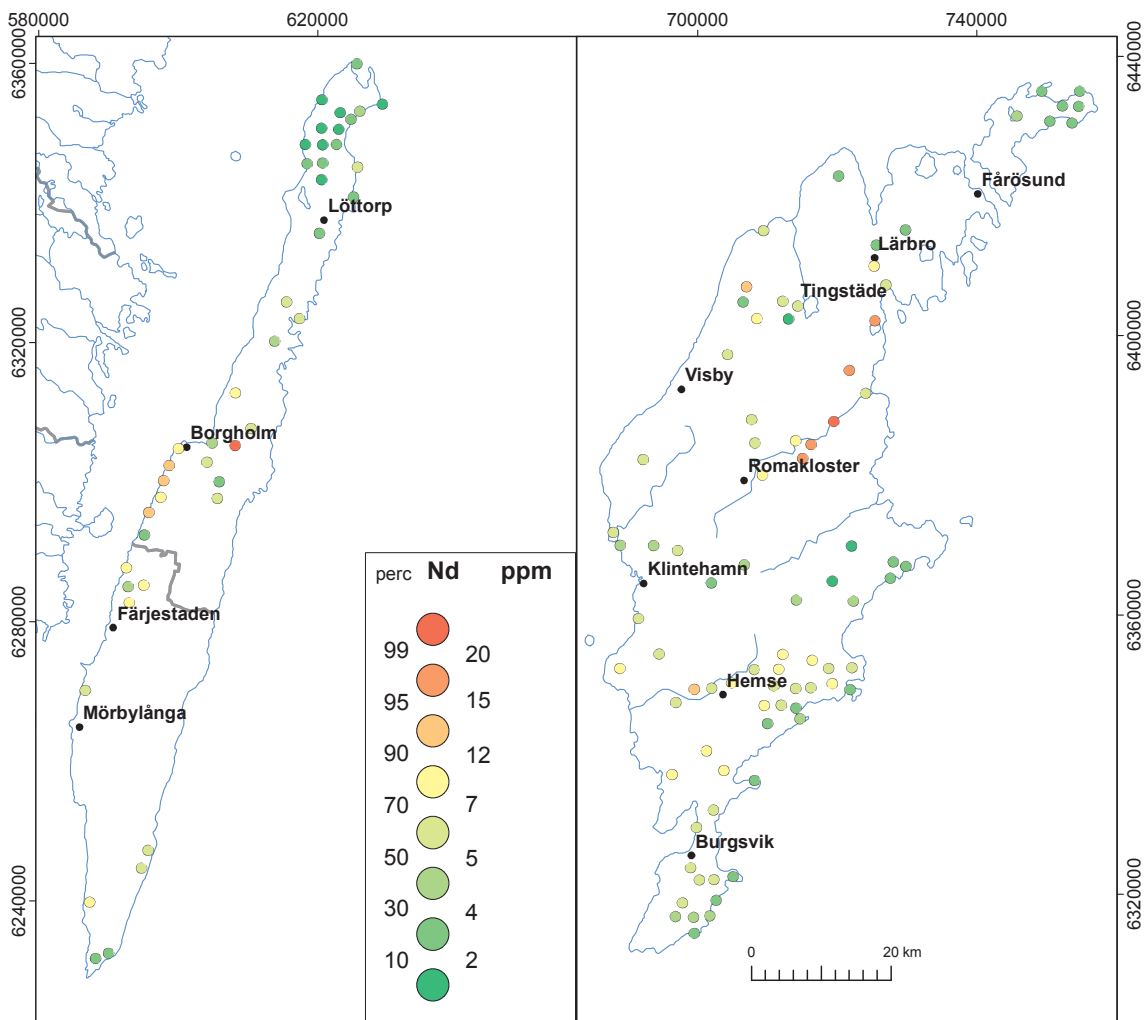 580000 620000 700000 740000
6360000
6320000
6280000
6240000
6440000
6400000
6360000
6320000
Löttorp
Borgholm
Färjestaden
Mörbylånga
Fårösund
Lärbro
Tingstäde
Visby
Romakloster
Klintehamn
Hemse
Burgsvik
perc Nd ppm
99 20
95 15
90 12
70 7
50 5
30 4
10 2
0 20 km